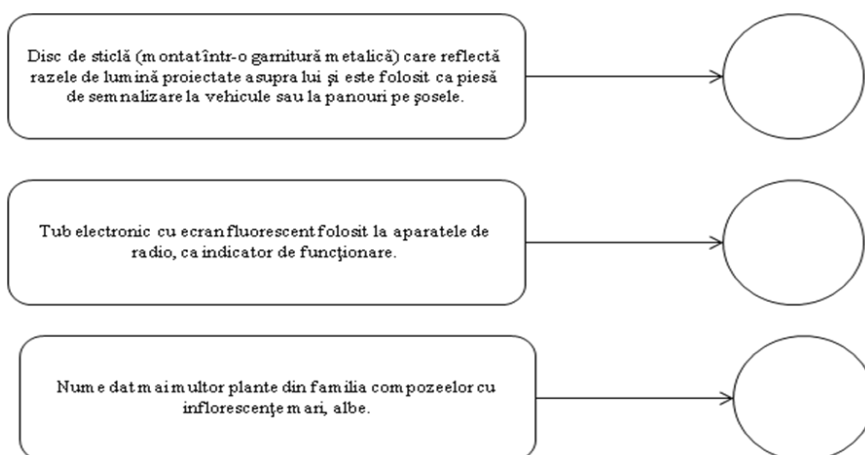 Disc de sticlă (montat într-o garnitură metalică) care reflectă
razele de lumină proiectate asupra lui şi este folosit ca piesă
de semnalizare la vehicule sau la panouri pe şosele.
Tub electronic cu ecran fluorescent folosit la aparatele de
radio, ca indicator de funcţionare.
Nume dat mai multor plante din familia compozeelor cu
inflorescenţe mari, albe.